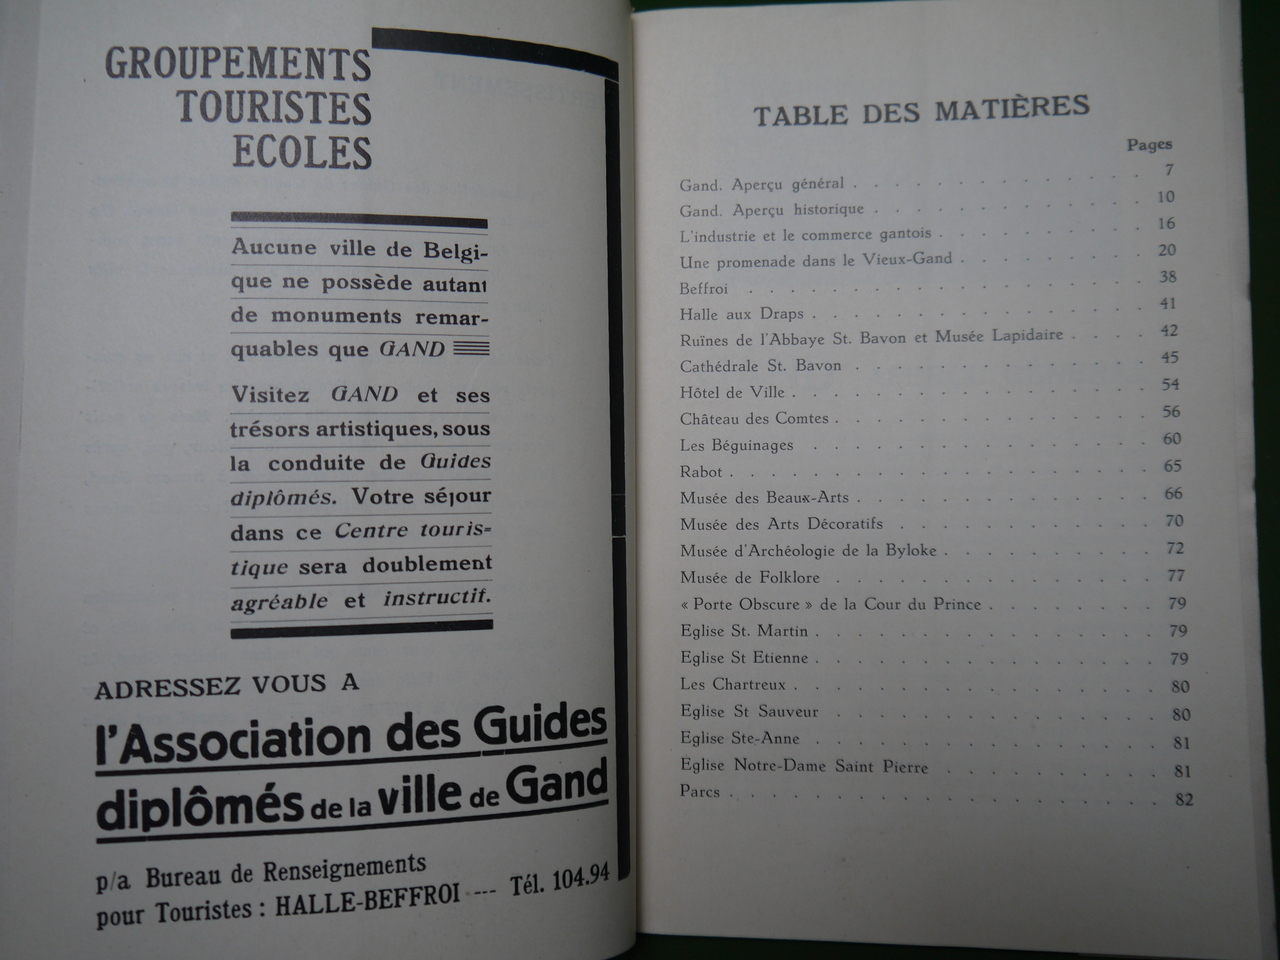 GROUPEMENTS
TOURISTES
ECOLES
Aucune ville de Belgi-
que ne possède autant
de monuments remar-
quables que GAND
Visitez GAND et ses
trésors artistiques, sous
la conduite de Guides
diplômés. Votre séjour
dans ce Centre touris=
tique sera doublement
agréable et instructif.
ADRESSEZ VOUS A
l'Association des Guides
diplômés de la ville de Gand
p/a Bureau de Renseignements
pour Touristes : HALLE-BEFFROI --- Tél. 104.94
TABLE DES MATIÈRES
Pages
Gand. Aperçu général . . . . . . . . . . . . . 7
Gand. Aperçu historique . . . . . . . . . . . . 10
L'industrie et le commerce gantois . . . . . . . . . 16
Une promenade dans le Vieux-Gand . . . . . . . . 20
Beffroi . . . . . . . . . . . . . . . . . 38
Halle aux Draps . . . . . . . . . . . . . . 41
Ruïnes de l'Abbaye St. Bavon et Musée Lapidaire . . . . 42
Cathédrale St. Bavon . . . . . . . . . . . . . 45
Hôtel de Ville . . . . . . . . . . . . . . . 54
Château des Comtes . . . . . . . . . . . . . 56
Les Béguinages . . . . . . . . . . . . . . 60
Rabot . . . . . . . . . . . . . . . . . 65
Musée des Beaux-Arts . . . . . . . . . . . . 66
Musée des Arts Décoratifs . . . . . . . . . . . 70
Musée d'Archéologie de la Byloke . . . . . . . . . 72
Musée de Folklore . . . . . . . . . . . . . 77
« Porte Obscure » de la Cour du Prince . . . . . . . 79
Eglise St. Martin . . . . . . . . . . . . . . 79
Eglise St Etienne . . . . . . . . . . . . . . 79
Les Chartreux . . . . . . . . . . . . . . . 80
Eglise St Sauveur . . . . . . . . . . . . . 80
Eglise Ste-Anne . . . . . . . . . . . . . . 81
Eglise Notre-Dame Saint Pierre . . . . . . . . . 81
Parcs . . . . . . . . . . . . . . . . . 82